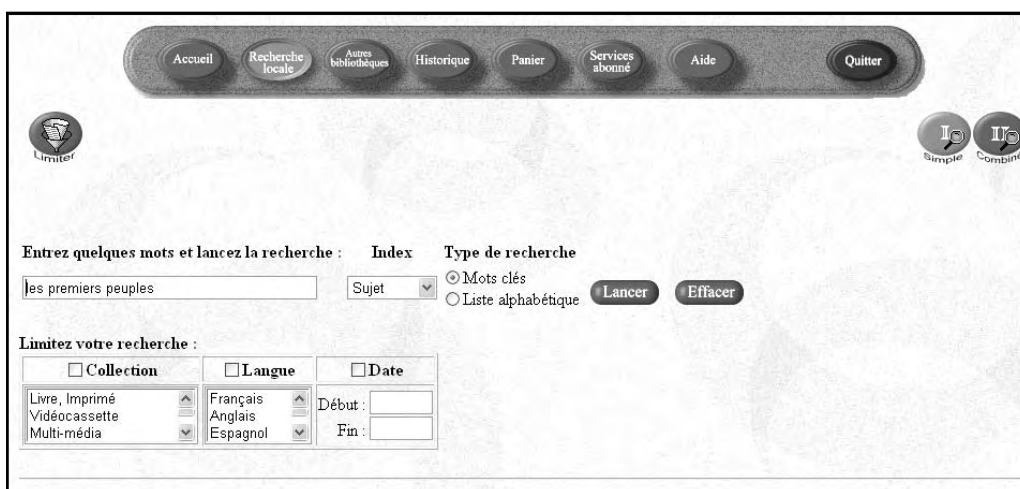 Accueil
Recherche
locale
Autres
bibliothèques
Historique
Panier
Services
abonné
Aide
Quitter
Limiter
Simple
Combiné
Entrez quelques mots et lancez la recherche :
Index
Type de recherche
les premiers peuples
Sujet
Mots clés
Liste alphabétique
Lancer
Effacer
Limitez votre recherche :
Collection
Langue
Date
Livre, Imprimé
Vidéocassette
Multi-média
Français
Anglais
Espagnol
Début :
Fin :